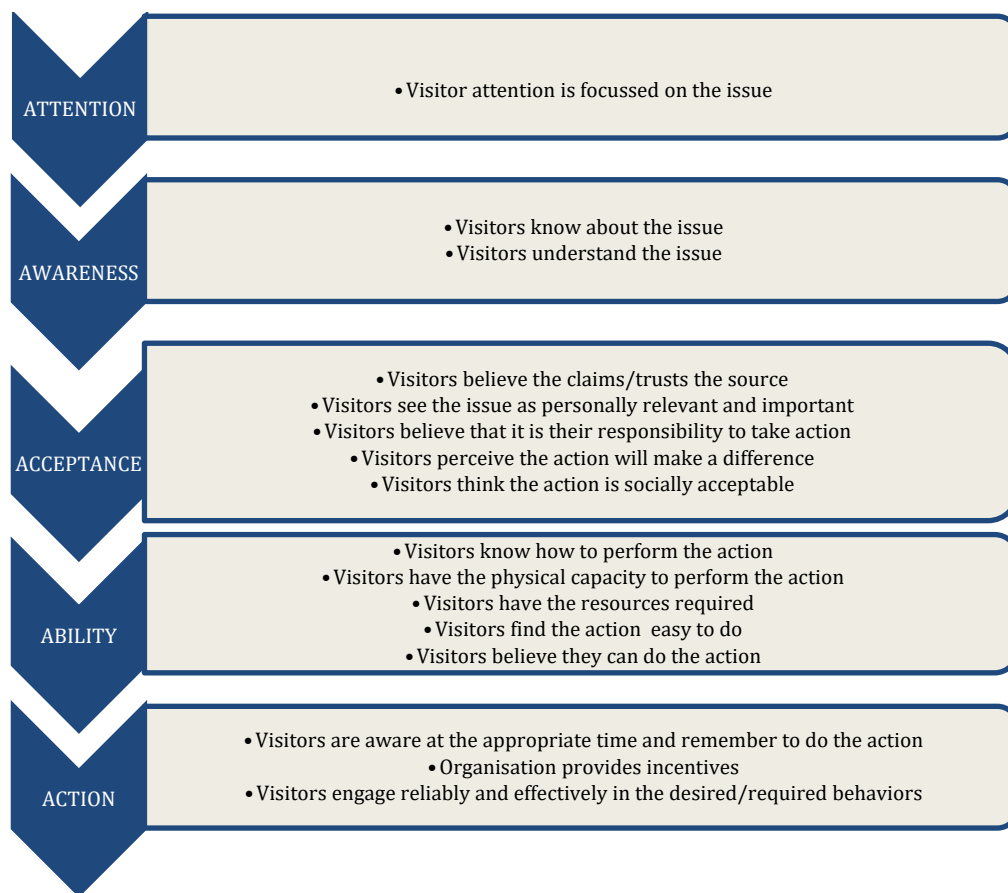 ATTENTION
• Visitor attention is focussed on the issue
AWARENESS
• Visitors know about the issue
• Visitors understand the issue
ACCEPTANCE
• Visitors believe the claims/trusts the source
• Visitors see the issue as personally relevant and important
• Visitors believe that it is their responsibility to take action
• Visitors perceive the action will make a difference
• Visitors think the action is socially acceptable
ABILITY
• Visitors know how to perform the action
• Visitors have the physical capacity to perform the action
• Visitors have the resources required
• Visitors find the action easy to do
• Visitors believe they can do the action
ACTION
• Visitors are aware at the appropriate time and remember to do the action
• Organisation provides incentives
• Visitors engage reliably and effectively in the desired/required behaviors